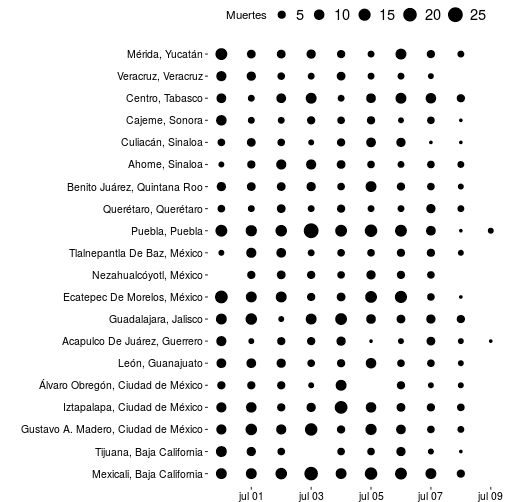 Muertes 5 10 15 20 25
Mérida, Yucatán
Veracruz, Veracruz
Centro, Tabasco
Cajeme, Sonora
Culiacán, Sinaloa
Ahome, Sinaloa
Benito Juárez, Quintana Roo
Querétaro, Querétaro
Puebla, Puebla
Tlalnepantla De Baz, México
Nezahualcóyotl, México
Ecatepec De Morelos, México
Guadalajara, Jalisco
Acapulco De Juárez, Guerrero
León, Guanajuato
Álvaro Obregón, Ciudad de México
Iztapalapa, Ciudad de México
Gustavo A. Madero, Ciudad de México
Tijuana, Baja California
Mexicali, Baja California
jul 01 jul 03 jul 05 jul 07 jul 09